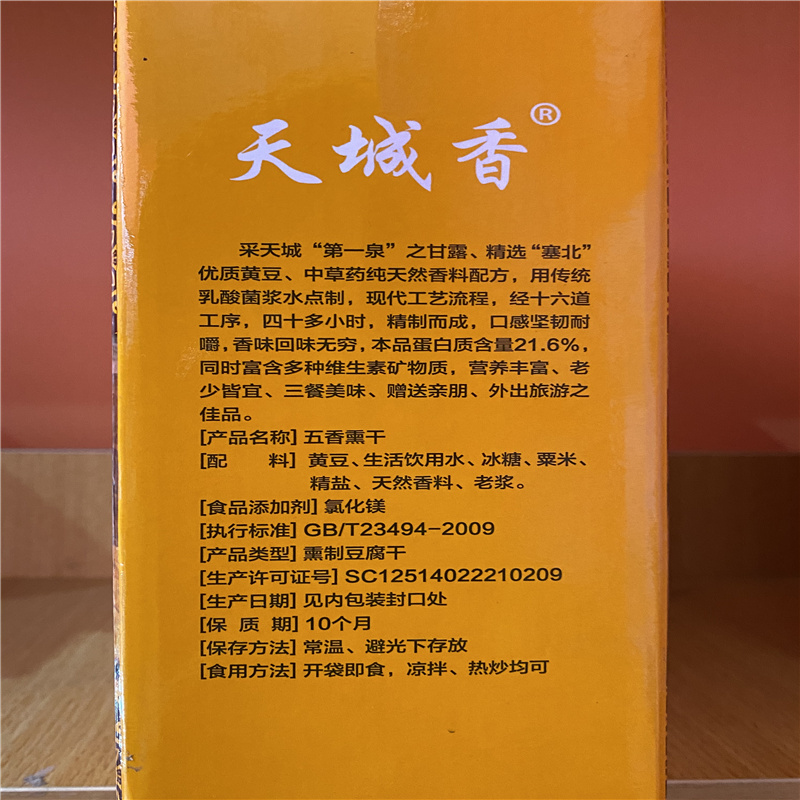 天城香®
采天城“第一泉”之甘露、精选“塞北”
优质黄豆、中草药纯天然香料配方，用传统
乳酸菌浆水点制，现代工艺流程，经十六道
工序，四十多小时，精制而成，口感坚韧耐
嚼，香味回味无穷，本品蛋白质含量21.6%，
同时富含多种维生素矿物质，营养丰富、老
少皆宜、三餐美味、赠送亲朋、外出旅游之
佳品。
[产品名称] 五香熏干
[配 料] 黄豆、生活饮用水、冰糖、粟米、
精盐、天然香料、老浆。
[食品添加剂] 氯化镁
[执行标准] GB/T23494-2009
[产品类型] 熏制豆腐干
[生产许可证号] SC12514022210209
[生产日期] 见内包装封口处
[保 质 期] 10个月
[保存方法] 常温、避光下存放
[食用方法] 开袋即食，凉拌、热炒均可